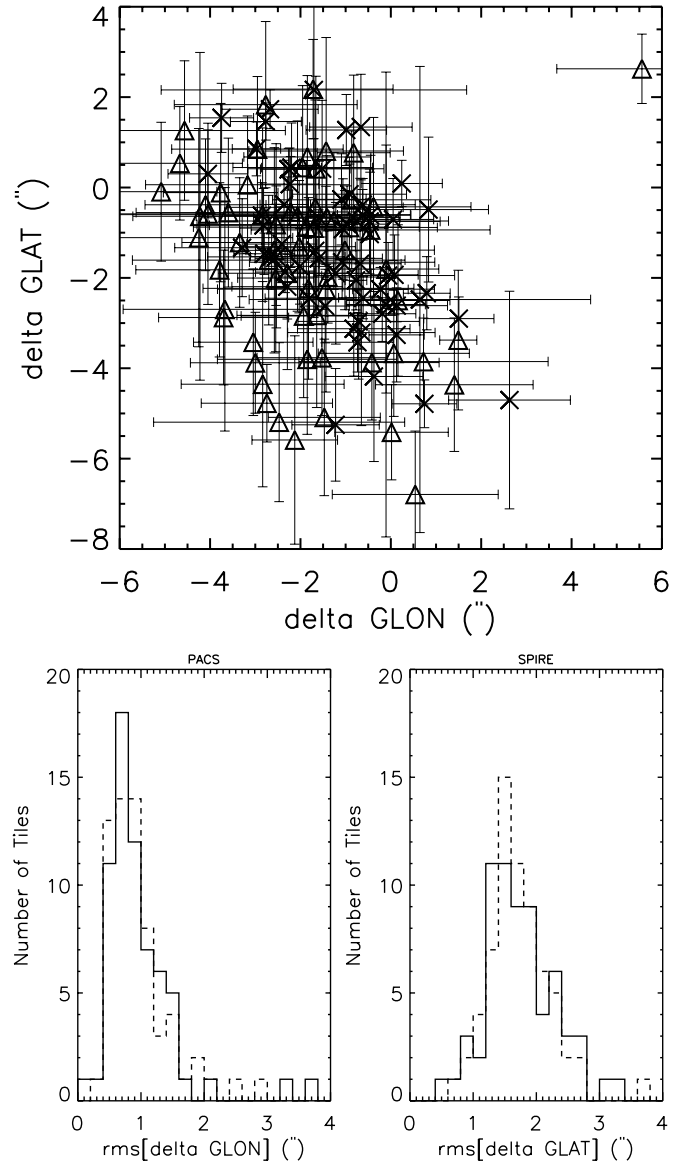 4
2
0
−2
−4
−6
−8
delta GLAT (")
−6 −4 −2 0 2 4 6
delta GLON (")
PACS
20
15
10
5
0
Number of Tiles
0 1 2 3 4
rms[delta GLON] (")
SPIRE
20
15
10
5
0
Number of Tiles
0 1 2 3 4
rms[delta GLAT] (")